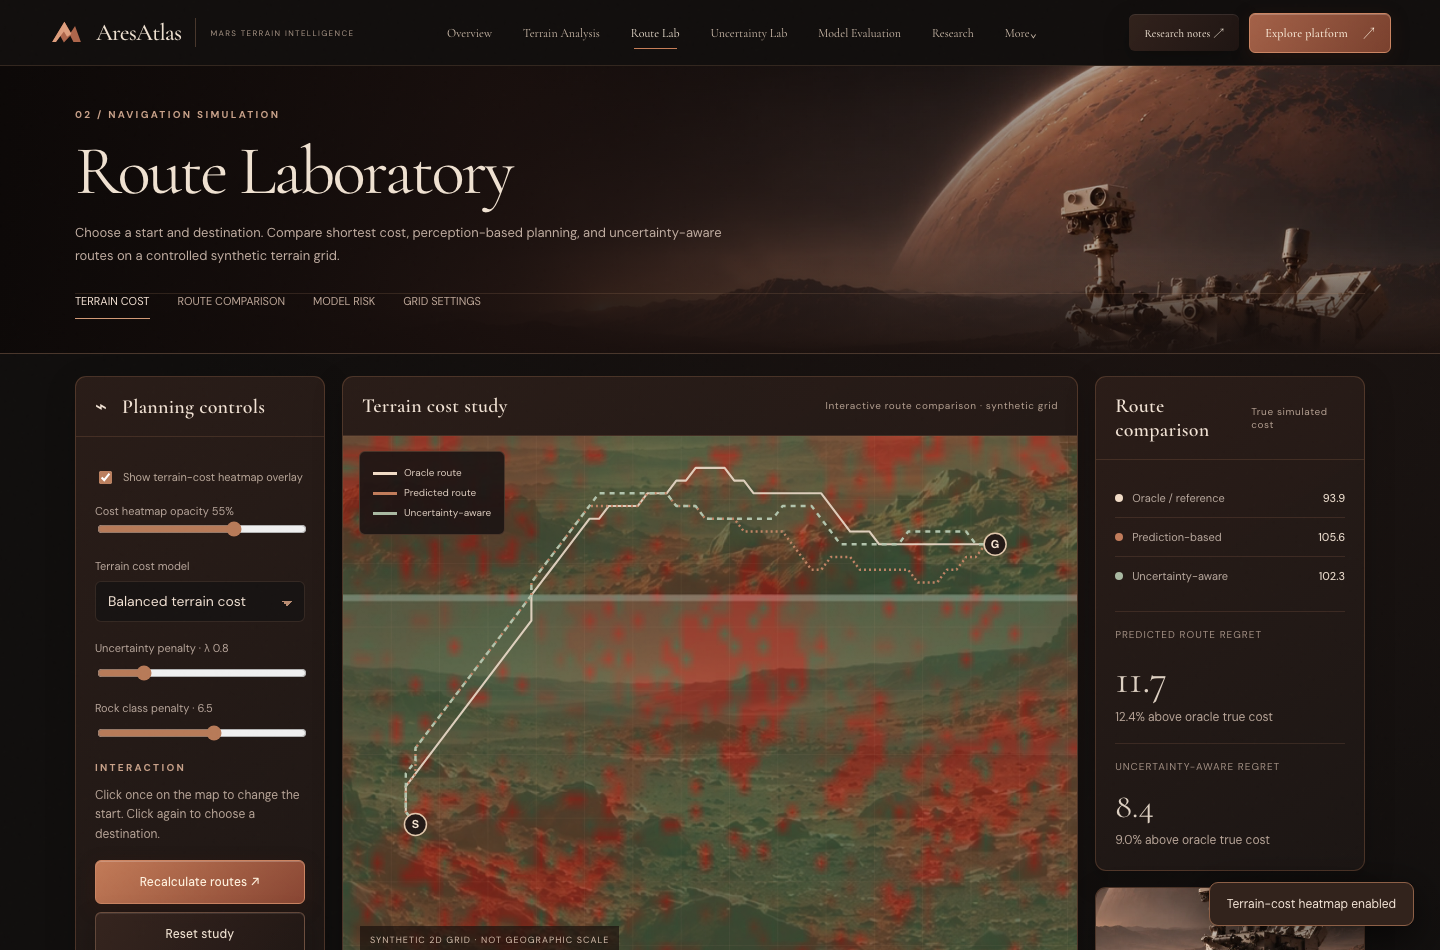 AresAtlas
MARS TERRAIN INTELLIGENCE
Overview
Terrain Analysis
Route Lab
Uncertainty Lab
Model Evaluation
Research
More
Research notes ↗
Explore platform ↗
02 / NAVIGATION SIMULATION
Route Laboratory
Choose a start and destination. Compare shortest cost, perception-based planning, and uncertainty-aware
routes on a controlled synthetic terrain grid.
TERRAIN COST
ROUTE COMPARISON
MODEL RISK
GRID SETTINGS
Planning controls
Show terrain-cost heatmap overlay
Cost heatmap opacity 55%
Terrain cost model
Balanced terrain cost
Uncertainty penalty · λ 0.8
Rock class penalty · 6.5
INTERACTION
Click once on the map to change the
start. Click again to choose a
destination.
Recalculate routes ↗
Reset study
Terrain cost study
Interactive route comparison · synthetic grid
Oracle route
Predicted route
Uncertainty-aware
G
S
SYNTHETIC 2D GRID · NOT GEOGRAPHIC SCALE
Route
comparison
True simulated
cost
Oracle / reference 93.9
Prediction-based 105.6
Uncertainty-aware 102.3
PREDICTED ROUTE REGRET
11.7
12.4% above oracle true cost
UNCERTAINTY-AWARE REGRET
8.4
9.0% above oracle true cost
Terrain-cost heatmap enabled